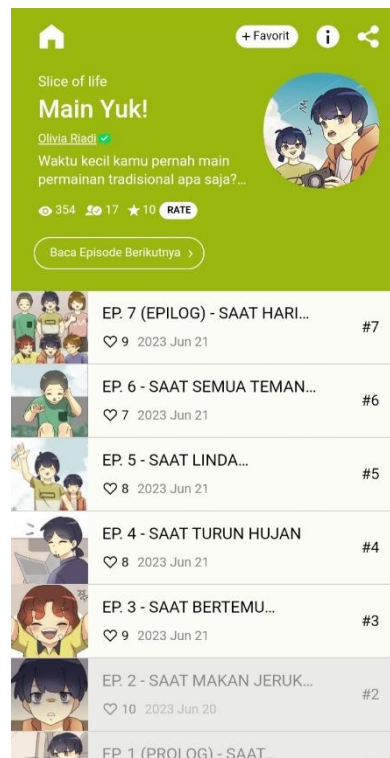 + Favorit
Slice of life
Main Yuk!
Olivia Riadi
Waktu kecil kamu pernah main
permainan tradisional apa saja?...
354 17 10 RATE
Baca Episode Berikutnya >
EP. 7 (EPILOG) - SAAT HARI...
#7
9 2023 Jun 21
EP. 6 - SAAT SEMUA TEMAN...
#6
7 2023 Jun 21
EP. 5 - SAAT LINDA...
#5
8 2023 Jun 21
EP. 4 - SAAT TURUN HUJAN
#4
8 2023 Jun 21
EP. 3 - SAAT BERTEMU...
#3
9 2023 Jun 21
EP. 2 - SAAT MAKAN JERUK...
#2
10 2023 Jun 20
EP. 1 (PROLOG) - SAAT...